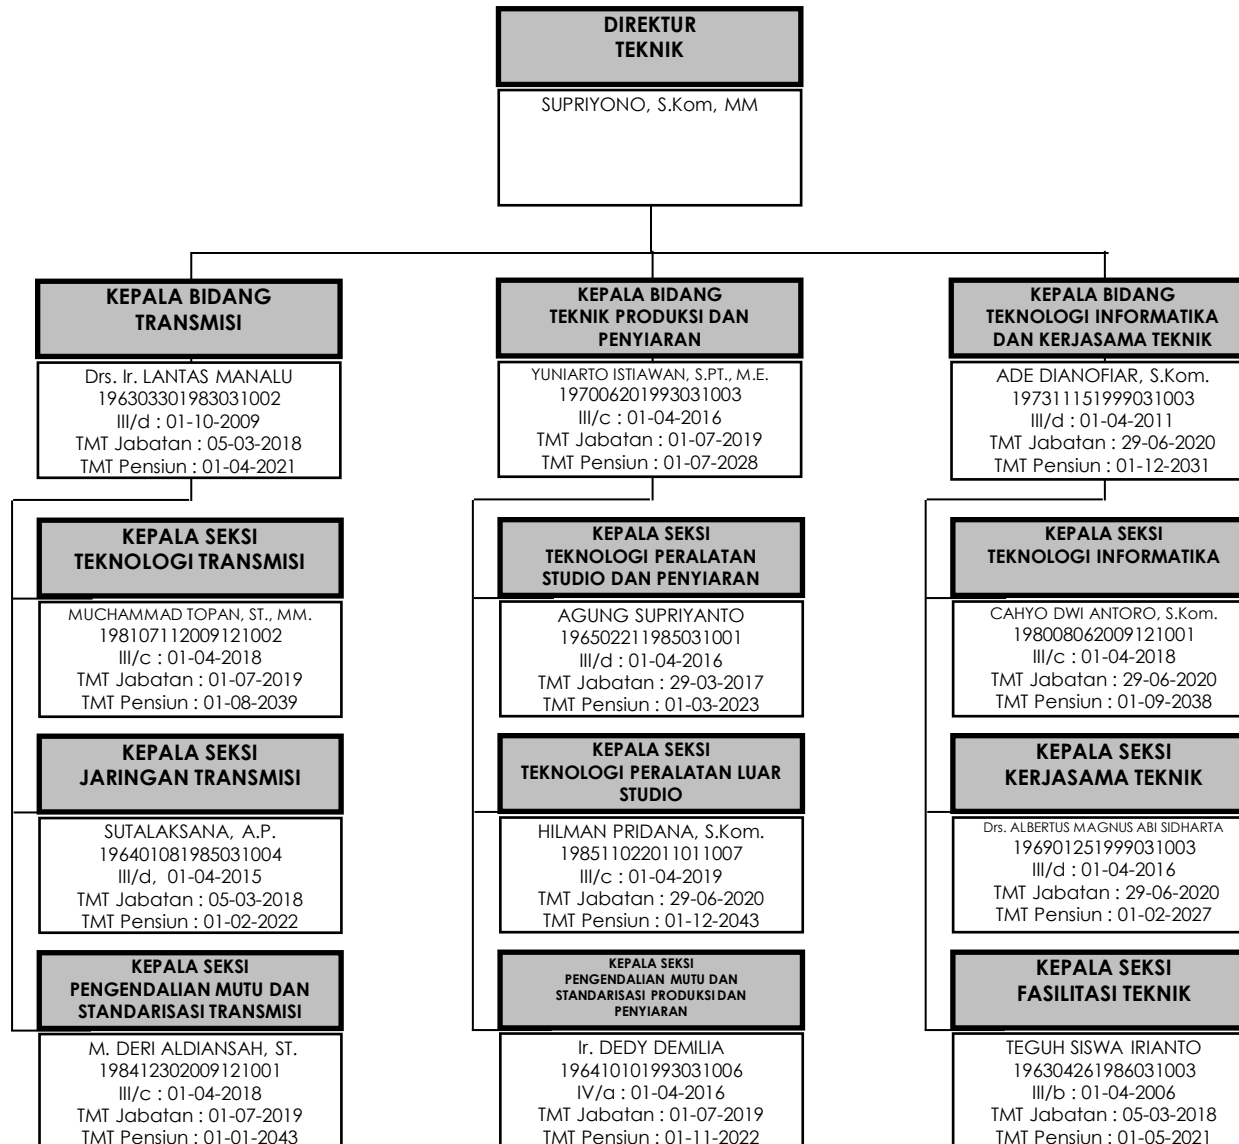 DIREKTUR
TEKNIK
SUPRIYONO, S.Kom, MM
KEPALA BIDANG
TRANSMISI
Drs. Ir. LANTAS MANALU
196303301983031002
III/d : 01-10-2009
TMT Jabatan : 05-03-2018
TMT Pensiun : 01-04-2021
KEPALA SEKSI
TEKNOLOGI TRANSMISI
MUCHAMMAD TOPAN, ST., MM.
198107112009121002
III/c : 01-04-2018
TMT Jabatan : 01-07-2019
TMT Pensiun : 01-08-2039
KEPALA SEKSI
JARINGAN TRANSMISI
SUTALAKSANA, A.P.
196401081985031004
III/d, 01-04-2015
TMT Jabatan : 05-03-2018
TMT Pensiun : 01-02-2022
KEPALA SEKSI
PENGENDALIAN MUTU DAN
STANDARISASI TRANSMISI
M. DERI ALDIANSAH, ST.
198412302009121001
III/c : 01-04-2018
TMT Jabatan : 01-07-2019
TMT Pensiun : 01-01-2043
KEPALA BIDANG
TEKNIK PRODUKSI DAN
PENYIARAN
YUNIARTO ISTIAWAN, S.PT., M.E.
197006201993031003
III/c : 01-04-2016
TMT Jabatan : 01-07-2019
TMT Pensiun : 01-07-2028
KEPALA SEKSI
TEKNOLOGI PERALATAN
STUDIO DAN PENYIARAN
AGUNG SUPRIYANTO
196502211985031001
III/d : 01-04-2016
TMT Jabatan : 29-03-2017
TMT Pensiun : 01-03-2023
KEPALA SEKSI
TEKNOLOGI PERALATAN LUAR
STUDIO
HILMAN PRIDANA, S.Kom.
198511022011011007
III/c : 01-04-2019
TMT Jabatan : 29-06-2020
TMT Pensiun : 01-12-2043
KEPALA SEKSI
PENGENDALIAN MUTU DAN
STANDARISASI PRODUKSI DAN
PENYIARAN
Ir. DEDY DEMILIA
196410101993031006
IV/a : 01-04-2016
TMT Jabatan : 01-07-2019
TMT Pensiun : 01-11-2022
KEPALA BIDANG
TEKNOLOGI INFORMATIKA
DAN KERJASAMA TEKNIK
ADE DIANOFIAR, S.Kom.
197311151999031003
III/d : 01-04-2011
TMT Jabatan : 29-06-2020
TMT Pensiun : 01-12-2031
KEPALA SEKSI
TEKNOLOGI INFORMATIKA
CAHYO DWI ANTORO, S.Kom.
198008062009121001
III/c : 01-04-2018
TMT Jabatan : 29-06-2020
TMT Pensiun : 01-09-2038
KEPALA SEKSI
KERJASAMA TEKNIK
Drs. ALBERTUS MAGNUS ABI SIDHARTA
196901251999031003
III/d : 01-04-2016
TMT Jabatan : 29-06-2020
TMT Pensiun : 01-02-2027
KEPALA SEKSI
FASILITASI TEKNIK
TEGUH SISWA IRIANTO
196304261986031003
III/b : 01-04-2006
TMT Jabatan : 05-03-2018
TMT Pensiun : 01-05-2021